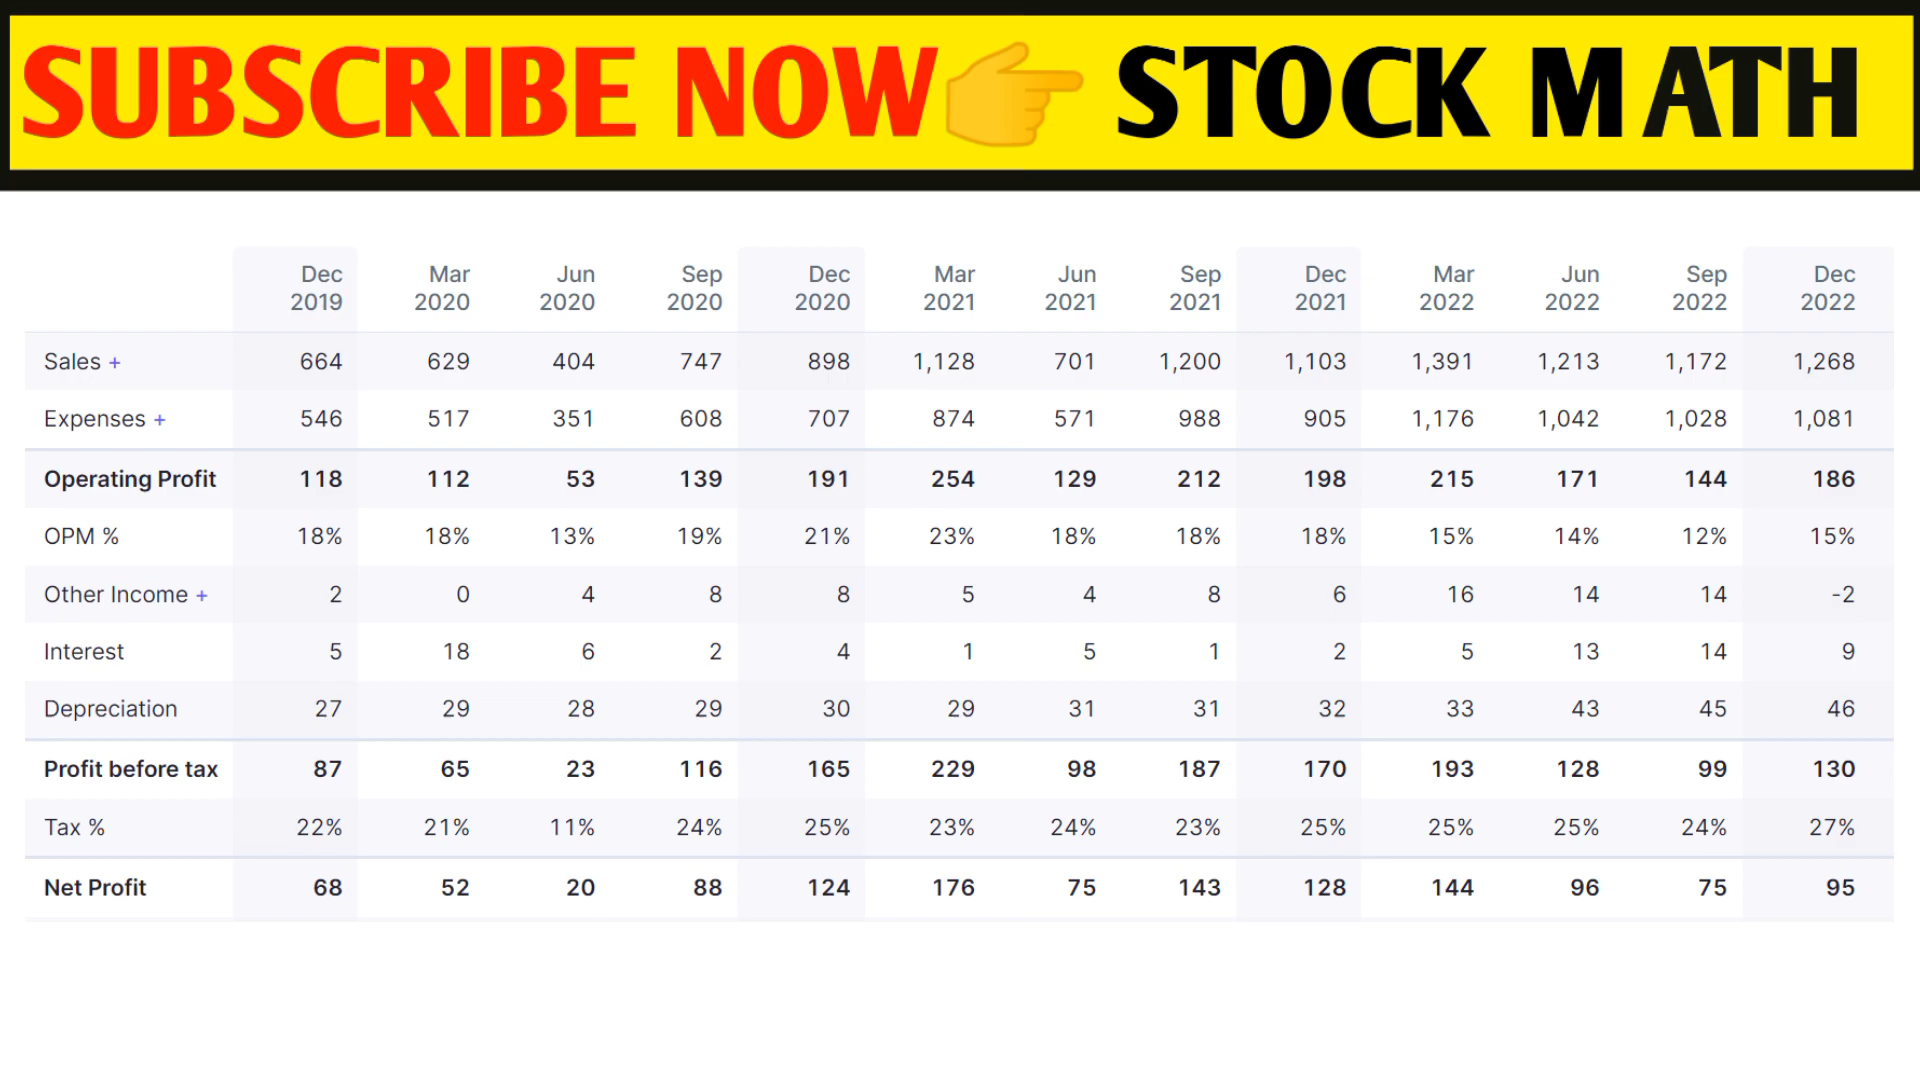 SUBSCRIBE NOW👉 STOCK MATH
Dec 2019 Mar 2020 Jun 2020 Sep 2020 Dec 2020 Mar 2021 Jun 2021 Sep 2021 Dec 2021 Mar 2022 Jun 2022 Sep 2022 Dec 2022
Sales + 664 629 404 747 898 1,128 701 1,200 1,103 1,391 1,213 1,172 1,268
Expenses + 546 517 351 608 707 874 571 988 905 1,176 1,042 1,028 1,081
Operating Profit 118 112 53 139 191 254 129 212 198 215 171 144 186
OPM % 18% 18% 13% 19% 21% 23% 18% 18% 18% 15% 14% 12% 15%
Other Income + 2 0 4 8 8 5 4 8 6 16 14 14 -2
Interest 5 18 6 2 4 1 5 1 2 5 13 14 9
Depreciation 27 29 28 29 30 29 31 31 32 33 43 45 46
Profit before tax 87 65 23 116 165 229 98 187 170 193 128 99 130
Tax % 22% 21% 11% 24% 25% 23% 24% 23% 25% 25% 25% 24% 27%
Net Profit 68 52 20 88 124 176 75 143 128 144 96 75 95